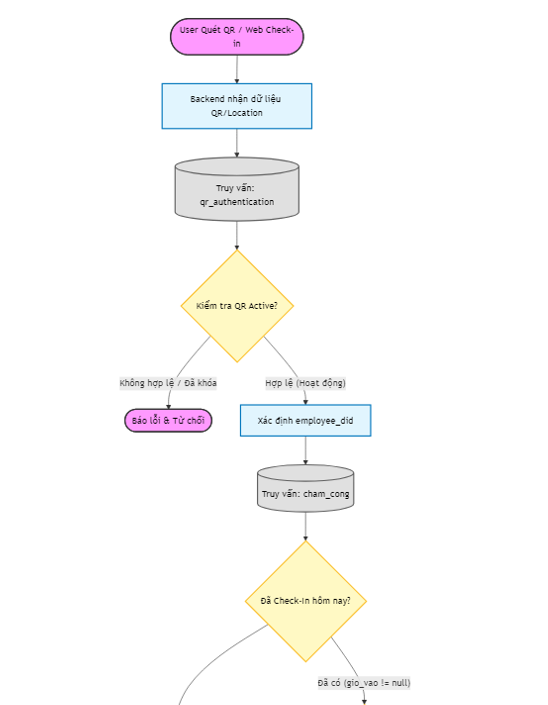 User Quét QR / Web Check-
in
Backend nhận dữ liệu
QR/Location
Truy vấn:
qr_authentication
Kiểm tra QR Active?
Không hợp lệ / Đã khóa
Hợp lệ (Hoạt động)
Báo lỗi & Từ chối
Xác định employee_did
Truy vấn: cham_cong
Đã Check-In hôm nay?
Đã có (gio_vao != null)